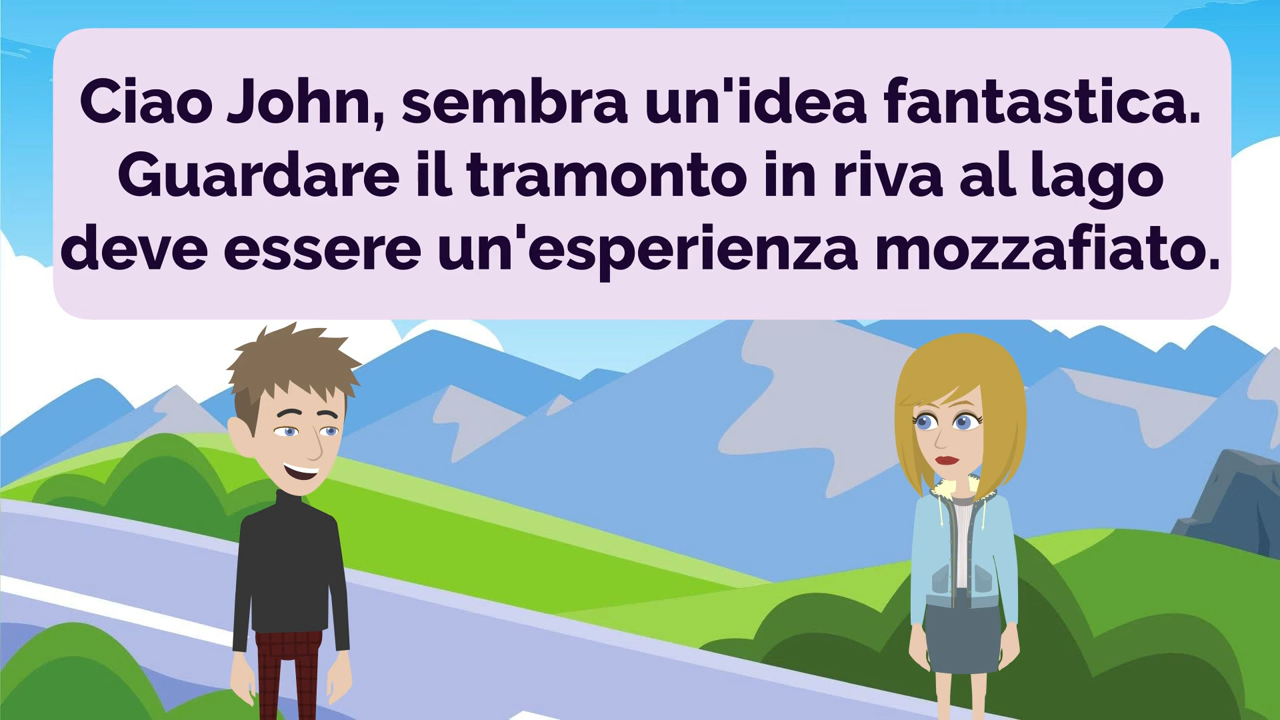 Ciao John, sembra un'idea fantastica.
Guardare il tramonto in riva al lago
deve essere un'esperienza mozzafiato.